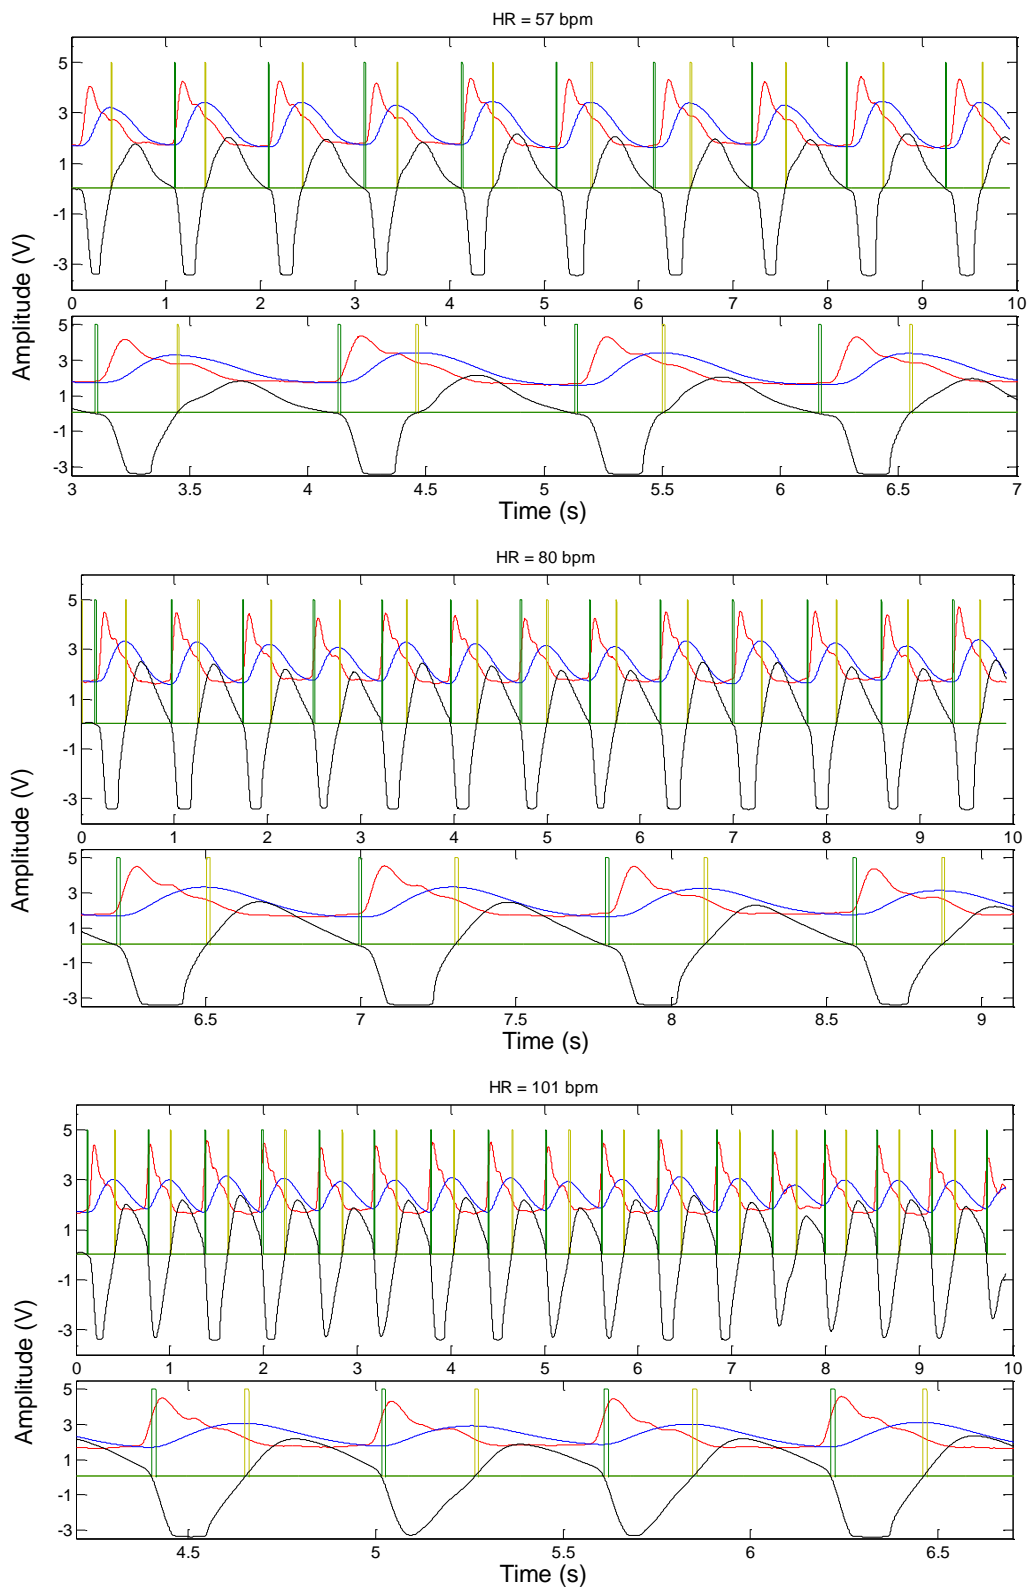 HR = 57 bpm
5
3
1
-1
-3
0 1 2 3 4 5 6 7 8 9 10
Amplitude (V)
5
3
1
-1
-3
3 3.5 4 4.5 5 5.5 6 6.5 7
Time (s)
HR = 80 bpm
5
3
1
-1
-3
0 1 2 3 4 5 6 7 8 9 10
Amplitude (V)
5
3
1
-1
-3
6.5 7 7.5 8 8.5 9
Time (s)
HR = 101 bpm
5
3
1
-1
-3
0 1 2 3 4 5 6 7 8 9 10
Amplitude (V)
5
3
1
-1
-3
4.5 5 5.5 6 6.5
Time (s)